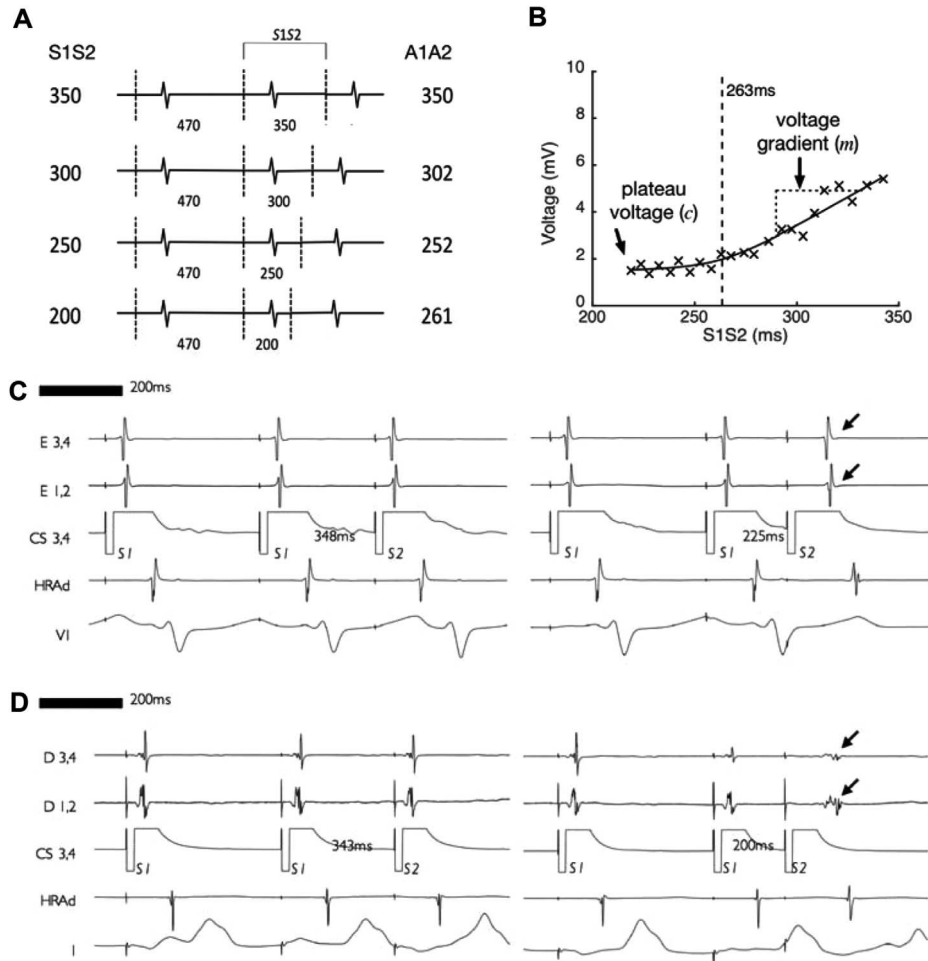 A
S1S2
S1S2
A1A2
350
470
350
350
300
470
300
302
250
470
250
252
200
470
200
261
B
10
8
6
4
2
0
Voltage (mV)
263ms
voltage
gradient (m)
plateau
voltage (c)
200
250
300
350
S1S2 (ms)
C
200ms
E 3,4
E 1,2
CS 3,4
S1
S1
348ms
S2
S1
S1
225ms
S2
HRAd
V1
D
200ms
D 3,4
D 1,2
CS 3,4
S1
S1
343ms
S2
S1
S1
200ms
S2
HRAd
I